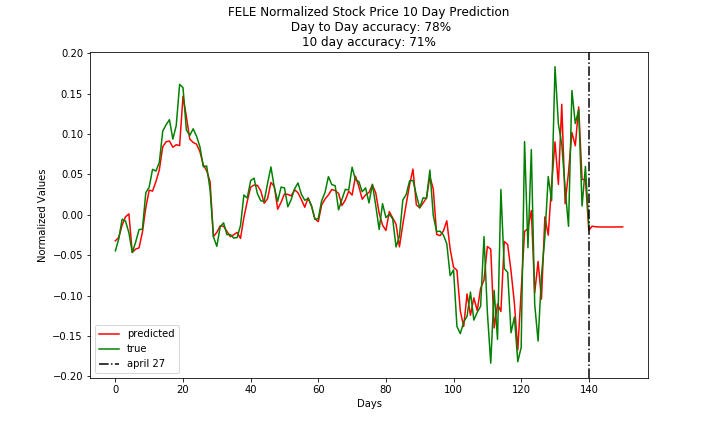 FELE Normalized Stock Price 10 Day Prediction
Day to Day accuracy: 78%
10 day accuracy: 71%
0.20
0.15
0.10
0.05
0.00
−0.05
−0.10
−0.15
−0.20
Normalized Values
predicted
true
april 27
0 20 40 60 80 100 120 140
Days